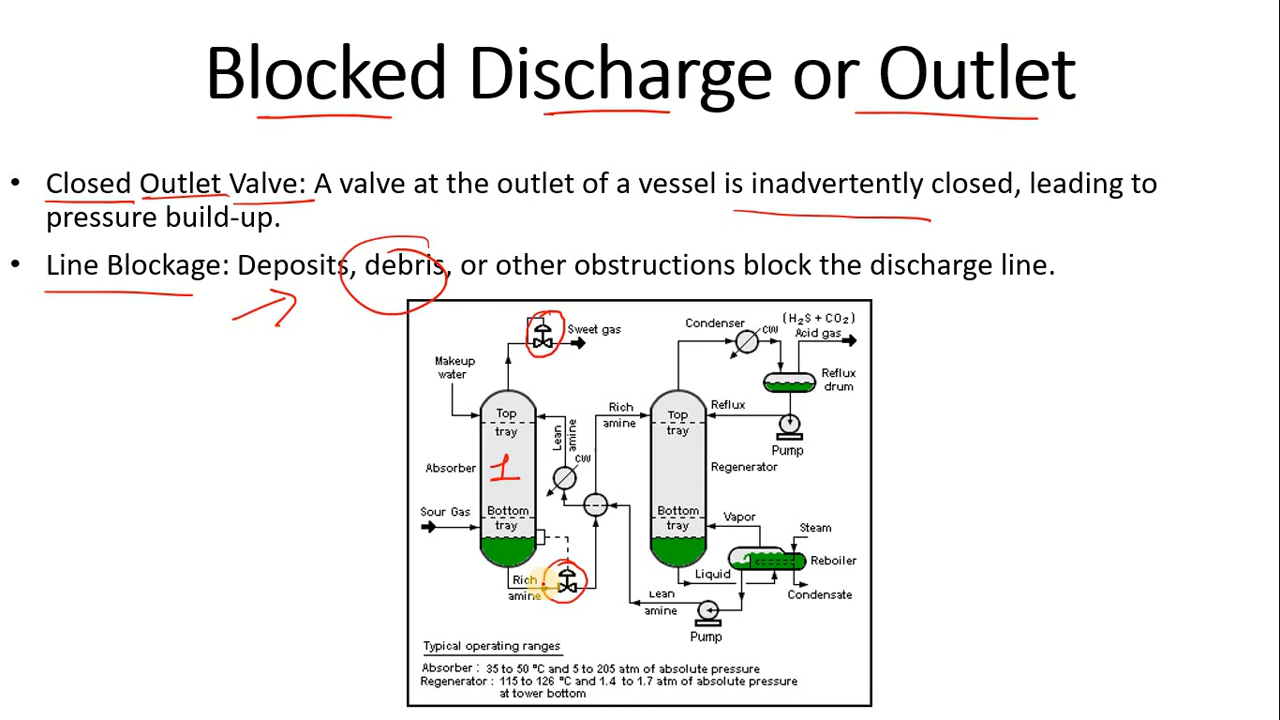 Blocked Discharge or Outlet
• Closed Outlet Valve: A valve at the outlet of a vessel is inadvertently closed, leading to
pressure build-up.
• Line Blockage: Deposits, debris, or other obstructions block the discharge line.
Sweet gas
Makeup
water
Top
tray
Absorber
1
Bottom
tray
Sour Gas
Rich
amine
Lean
amine
CW
Rich
amine
Condenser
CW
(H₂S + CO₂)
Acid gas
Reflux
drum
Reflux
Pump
Top
tray
Regenerator
Bottom
tray
Vapor
Steam
Reboiler
Liquid
Condensate
Lean
amine
Pump
Typical operating ranges
Absorber : 35 to 50 °C and 5 to 205 atm of absolute pressure
Regenerator : 115 to 126 °C and 1.4 to 1.7 atm of absolute pressure
at tower bottom